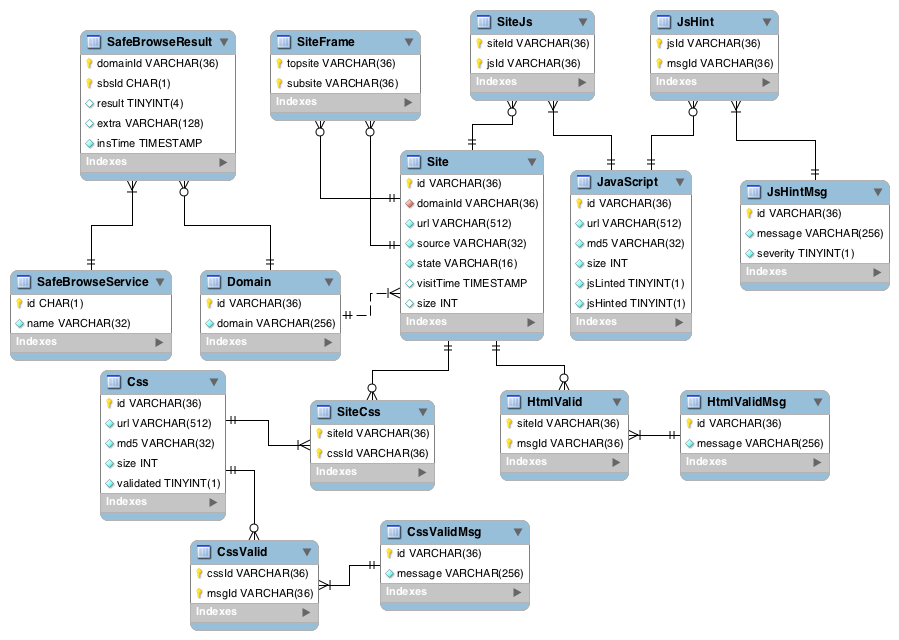 SafeBrowseResult
domainId VARCHAR(36)
sbsId CHAR(1)
result TINYINT(4)
extra VARCHAR(128)
insTime TIMESTAMP
Indexes
SiteFrame
topsite VARCHAR(36)
subsite VARCHAR(36)
Indexes
SiteJs
siteId VARCHAR(36)
jsId VARCHAR(36)
Indexes
JsHint
jsId VARCHAR(36)
msgId VARCHAR(36)
Indexes
Site
id VARCHAR(36)
domainId VARCHAR(36)
url VARCHAR(512)
source VARCHAR(32)
state VARCHAR(16)
visitTime TIMESTAMP
size INT
Indexes
JavaScript
id VARCHAR(36)
url VARCHAR(512)
md5 VARCHAR(32)
size INT
jsLinted TINYINT(1)
jsHinted TINYINT(1)
Indexes
JsHintMsg
id VARCHAR(36)
message VARCHAR(256)
severity TINYINT(1)
Indexes
SafeBrowseService
id CHAR(1)
name VARCHAR(32)
Indexes
Domain
id VARCHAR(36)
domain VARCHAR(256)
Indexes
Css
id VARCHAR(36)
url VARCHAR(512)
md5 VARCHAR(32)
size INT
validated TINYINT(1)
Indexes
SiteCss
siteId VARCHAR(36)
cssId VARCHAR(36)
Indexes
HtmlValid
siteId VARCHAR(36)
msgId VARCHAR(36)
Indexes
HtmlValidMsg
id VARCHAR(36)
message VARCHAR(256)
Indexes
CssValid
cssId VARCHAR(36)
msgId VARCHAR(36)
Indexes
CssValidMsg
id VARCHAR(36)
message VARCHAR(256)
Indexes